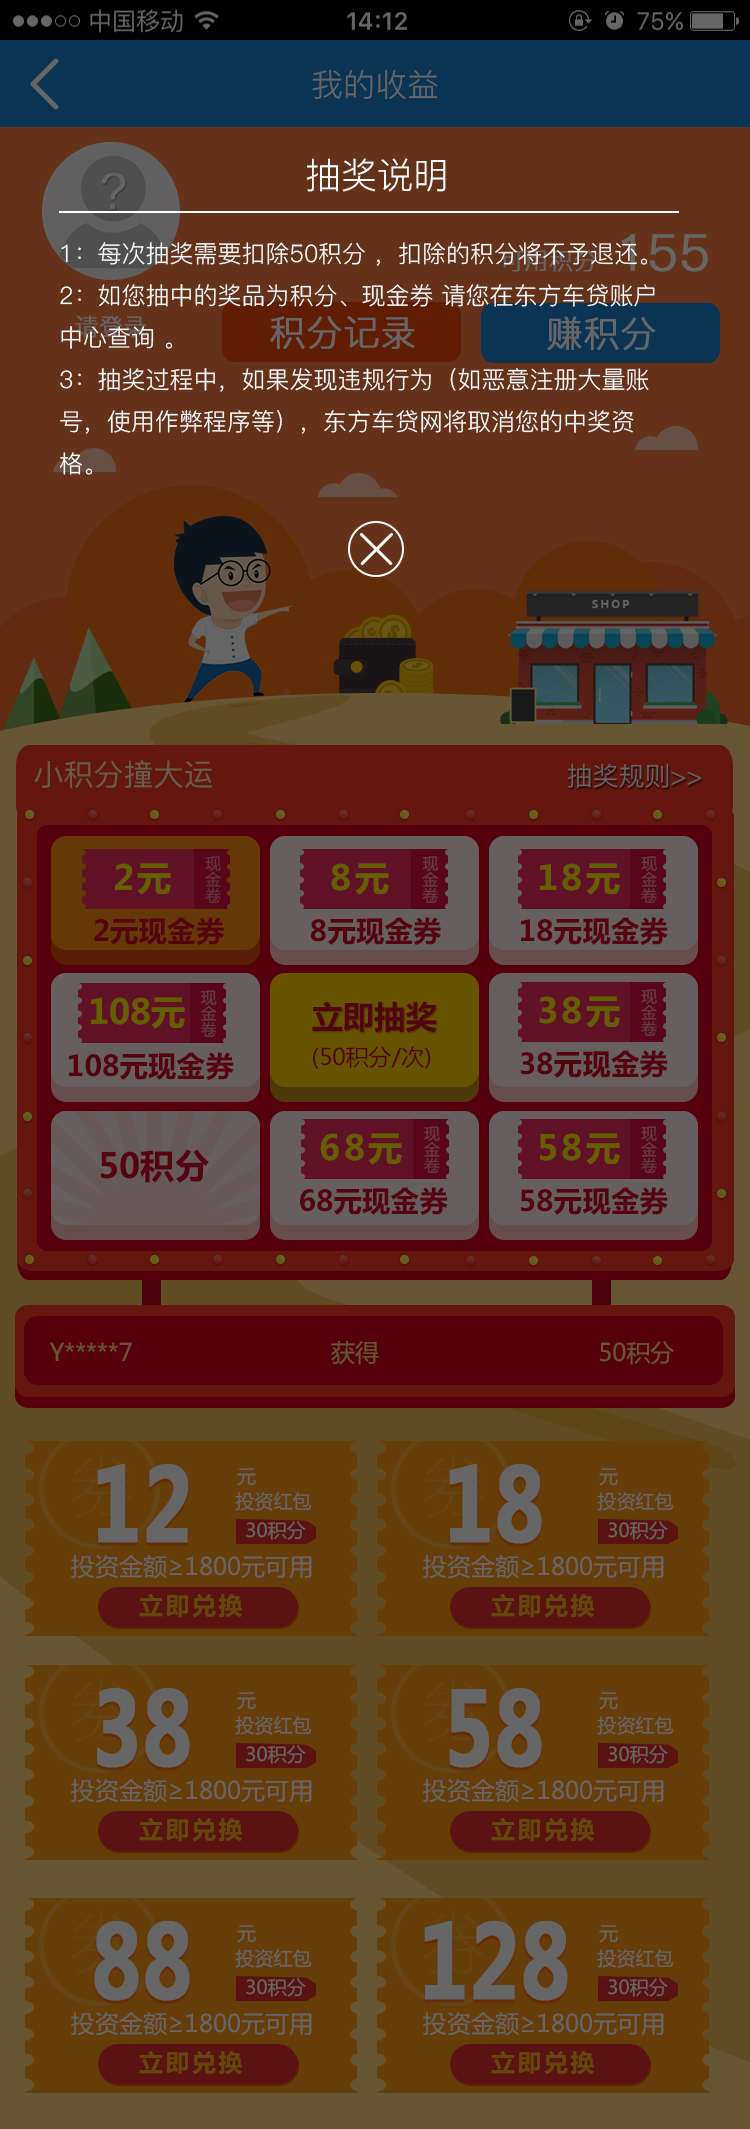 中国移动 14:12 75%
我的收益
抽奖说明
1：每次抽奖需要扣除50积分 ，扣除的积分将不予退还。
可用积分 155
2：如您抽中的奖品为积分、现金券 请您在东方车贷账户
请登录 积分记录 赚积分
中心查询 。
3：抽奖过程中，如果发现违规行为（如恶意注册大量账
号，使用作弊程序等），东方车贷网将取消您的中奖资
格。
SHOP
小积分撞大运 抽奖规则>>
2元 现金卷 8元 现金卷 18元 现金卷
2元现金券 8元现金券 18元现金券
108元 现金卷 立即抽奖 38元 现金卷
108元现金券 (50积分/次) 38元现金券
50积分 68元 现金卷 58元 现金卷
68元现金券 58元现金券
Y*****7 获得 50积分
券 12 元 券 18 元
投资红包 投资红包
30积分 30积分
投资金额≥1800元可用 投资金额≥1800元可用
立即兑换 立即兑换
券 38 元 券 58 元
投资红包 投资红包
30积分 30积分
投资金额≥1800元可用 投资金额≥1800元可用
立即兑换 立即兑换
券 88 元 券 128 元
投资红包 投资红包
30积分 30积分
投资金额≥1800元可用 投资金额≥1800元可用
立即兑换 立即兑换